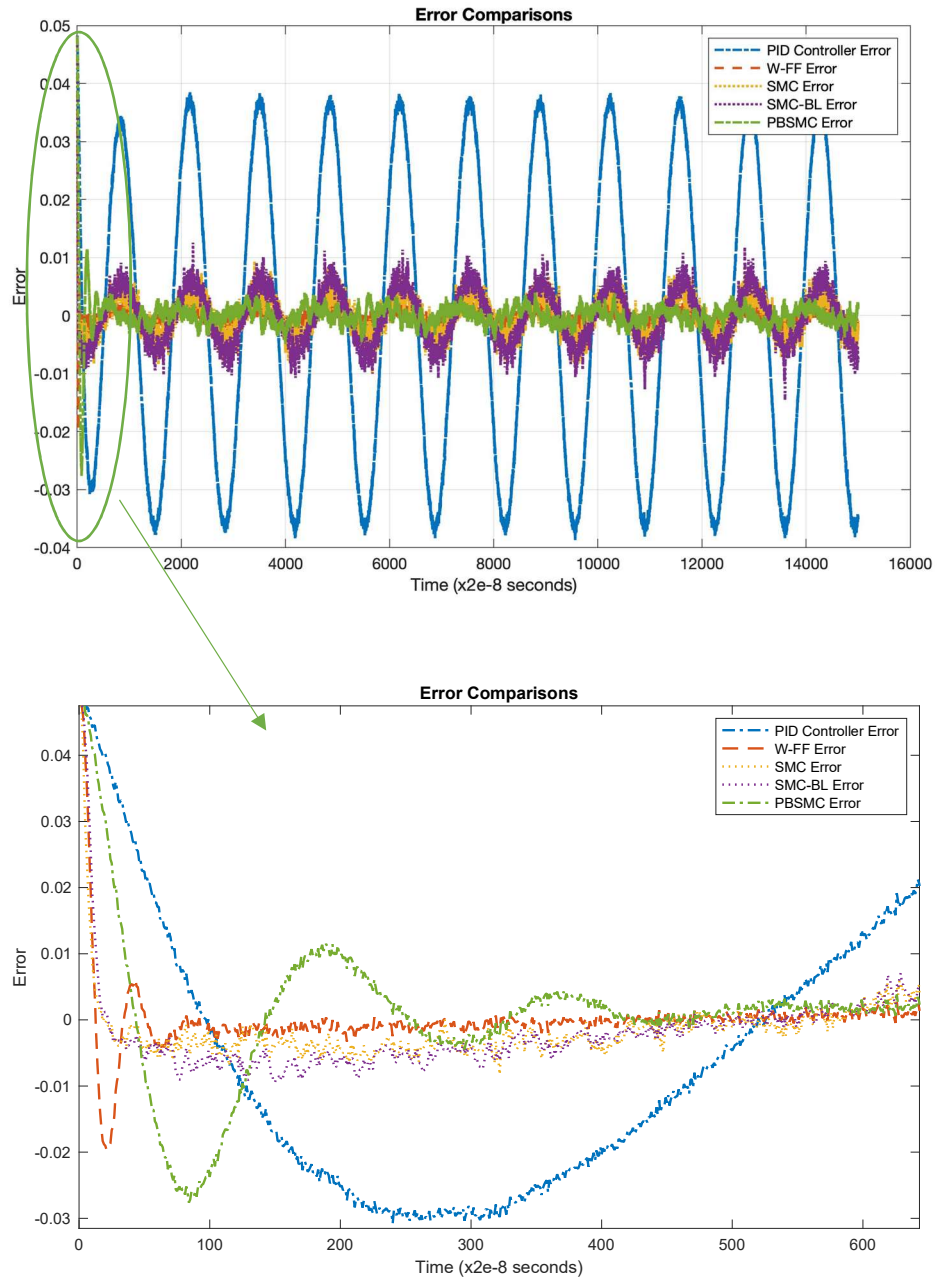 Error Comparisons
0.05
0.04
0.03
0.02
0.01
0
-0.01
-0.02
-0.03
-0.04
Error
PID Controller Error
W-FF Error
SMC Error
SMC-BL Error
PBSMC Error
0 2000 4000 6000 8000 10000 12000 14000 16000
Time (x2e-8 seconds)
Error Comparisons
0.04
0.03
0.02
0.01
0
-0.01
-0.02
-0.03
Error
PID Controller Error
W-FF Error
SMC Error
SMC-BL Error
PBSMC Error
0 100 200 300 400 500 600
Time (x2e-8 seconds)